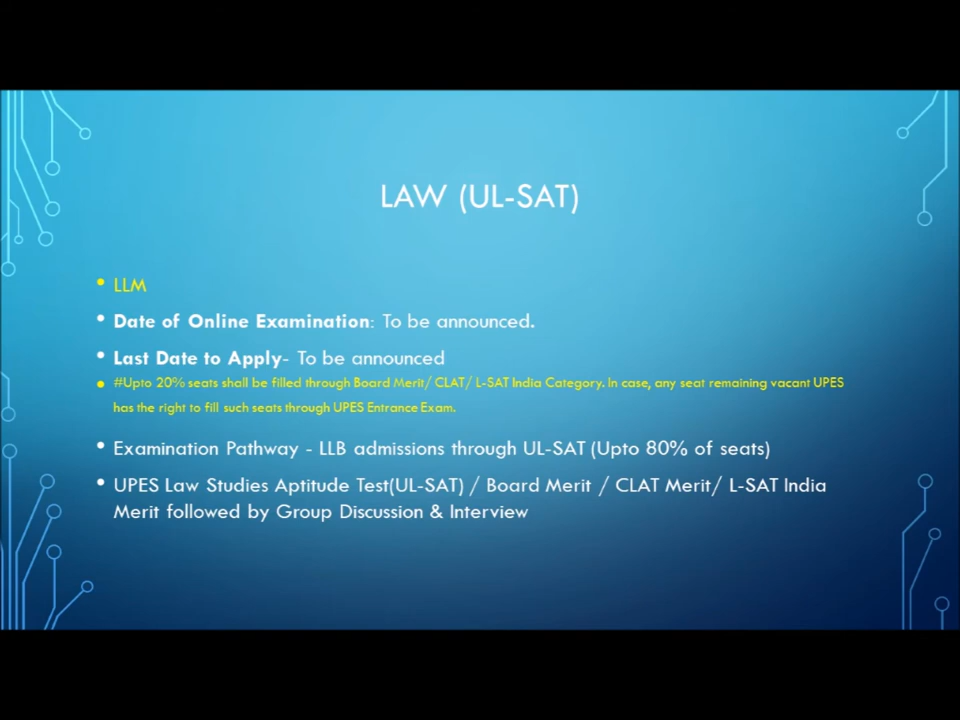 LAW (UL-SAT)
• LLM
• Date of Online Examination: To be announced.
• Last Date to Apply- To be announced
• #Upto 20% seats shall be filled through Board Merit/ CLAT/ L-SAT India Category. In case, any seat remaining vacant UPES
has the right to fill such seats through UPES Entrance Exam.
• Examination Pathway - LLB admissions through UL-SAT (Upto 80% of seats)
• UPES Law Studies Aptitude Test(UL-SAT) / Board Merit / CLAT Merit/ L-SAT India
Merit followed by Group Discussion & Interview